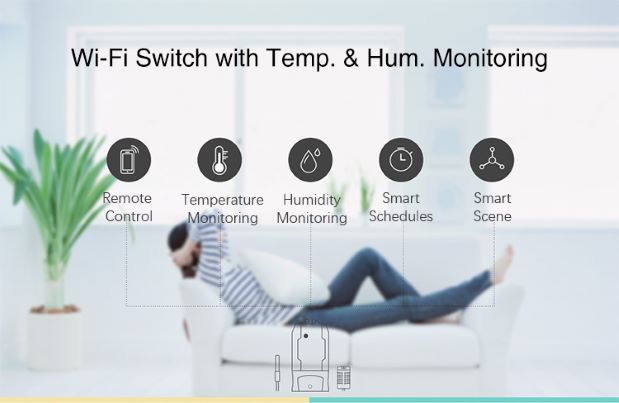 Wi-Fi Switch with Temp. & Hum. Monitoring
Remote
Control
Temperature
Monitoring
Humidity
Monitoring
Smart
Schedules
Smart
Scene